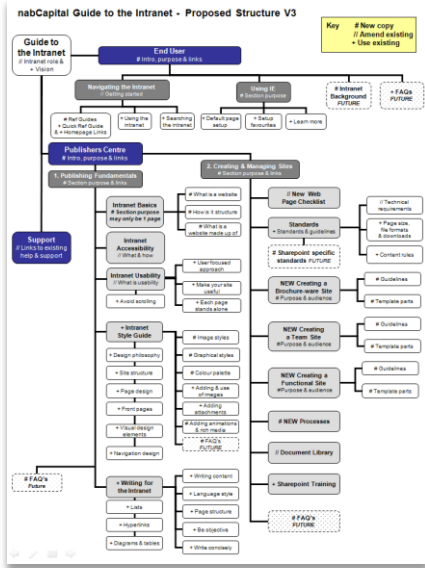 nabCapital Guide to the Intranet - Proposed Structure V3
Key
# New copy
// Amend existing
+ Use existing
Guide to
the Intranet
// Intranet role &
+ Vision
End User
# Intro, purpose & links
Navigating the Intranet
// Getting started
Using IE
# Section purpose
# Intranet
Background
FUTURE
+ FAQs
FUTURE
# Ref Guides
+ Quick Ref Guide
& + Homepage Links
+ Using the
intranet
+ Searching
the intranet
+ Default page
setup
+ Setup
favourites
+ Learn more
Publishers Centre
# Intro, purpose & links
1. Publishing Fundamentals
# Section purpose & links
2. Creating & Managing Sites
# Section purpose & links
Support
# Links to existing
help & support
Intranet Basics
# Section purpose
may only be 1 page
# What is a website
# How is it structure
# What is a
website made up of
Intranet
Accessibility
// What & how
Intranet Usability
// What is usability
+ Avoid scrolling
+ User focused
approach
+ Make your site
useful
+ Each page
stands alone
+ Intranet
Style Guide
+ Design philosophy
+ Site structure
+ Page design
+ Front pages
+ Visual design
elements
+ Navigation design
# Image styles
# Graphical styles
# Colour palette
+ Adding & use
of images
+ Adding
attachments
# Adding animations
& rich media
# FAQ's
FUTURE
# FAQ's
Future
+ Writing for
the Intranet
+ Lists
+ Hyperlinks
+ Diagrams & tables
+ Writing content
+ Language style
+ Page structure
+ Be objective
+ Write concisely
// New Web
Page Checklist
Standards
+ Standards & guidelines
// Technical
requirements
+ Page size,
file formats
& downloads
+ Content rules
# Sharepoint specific
standards FUTURE
NEW Creating a
Brochure-ware Site
# Purpose & audience
# Guidelines
# Template parts
NEW Creating
a Team Site
# Purpose & audience
# Guidelines
# Template parts
NEW Creating a
Functional Site
# Purpose & audience
# Guidelines
# Template parts
# NEW Processes
// Document Library
+ Sharepoint Training
# FAQ's
FUTURE